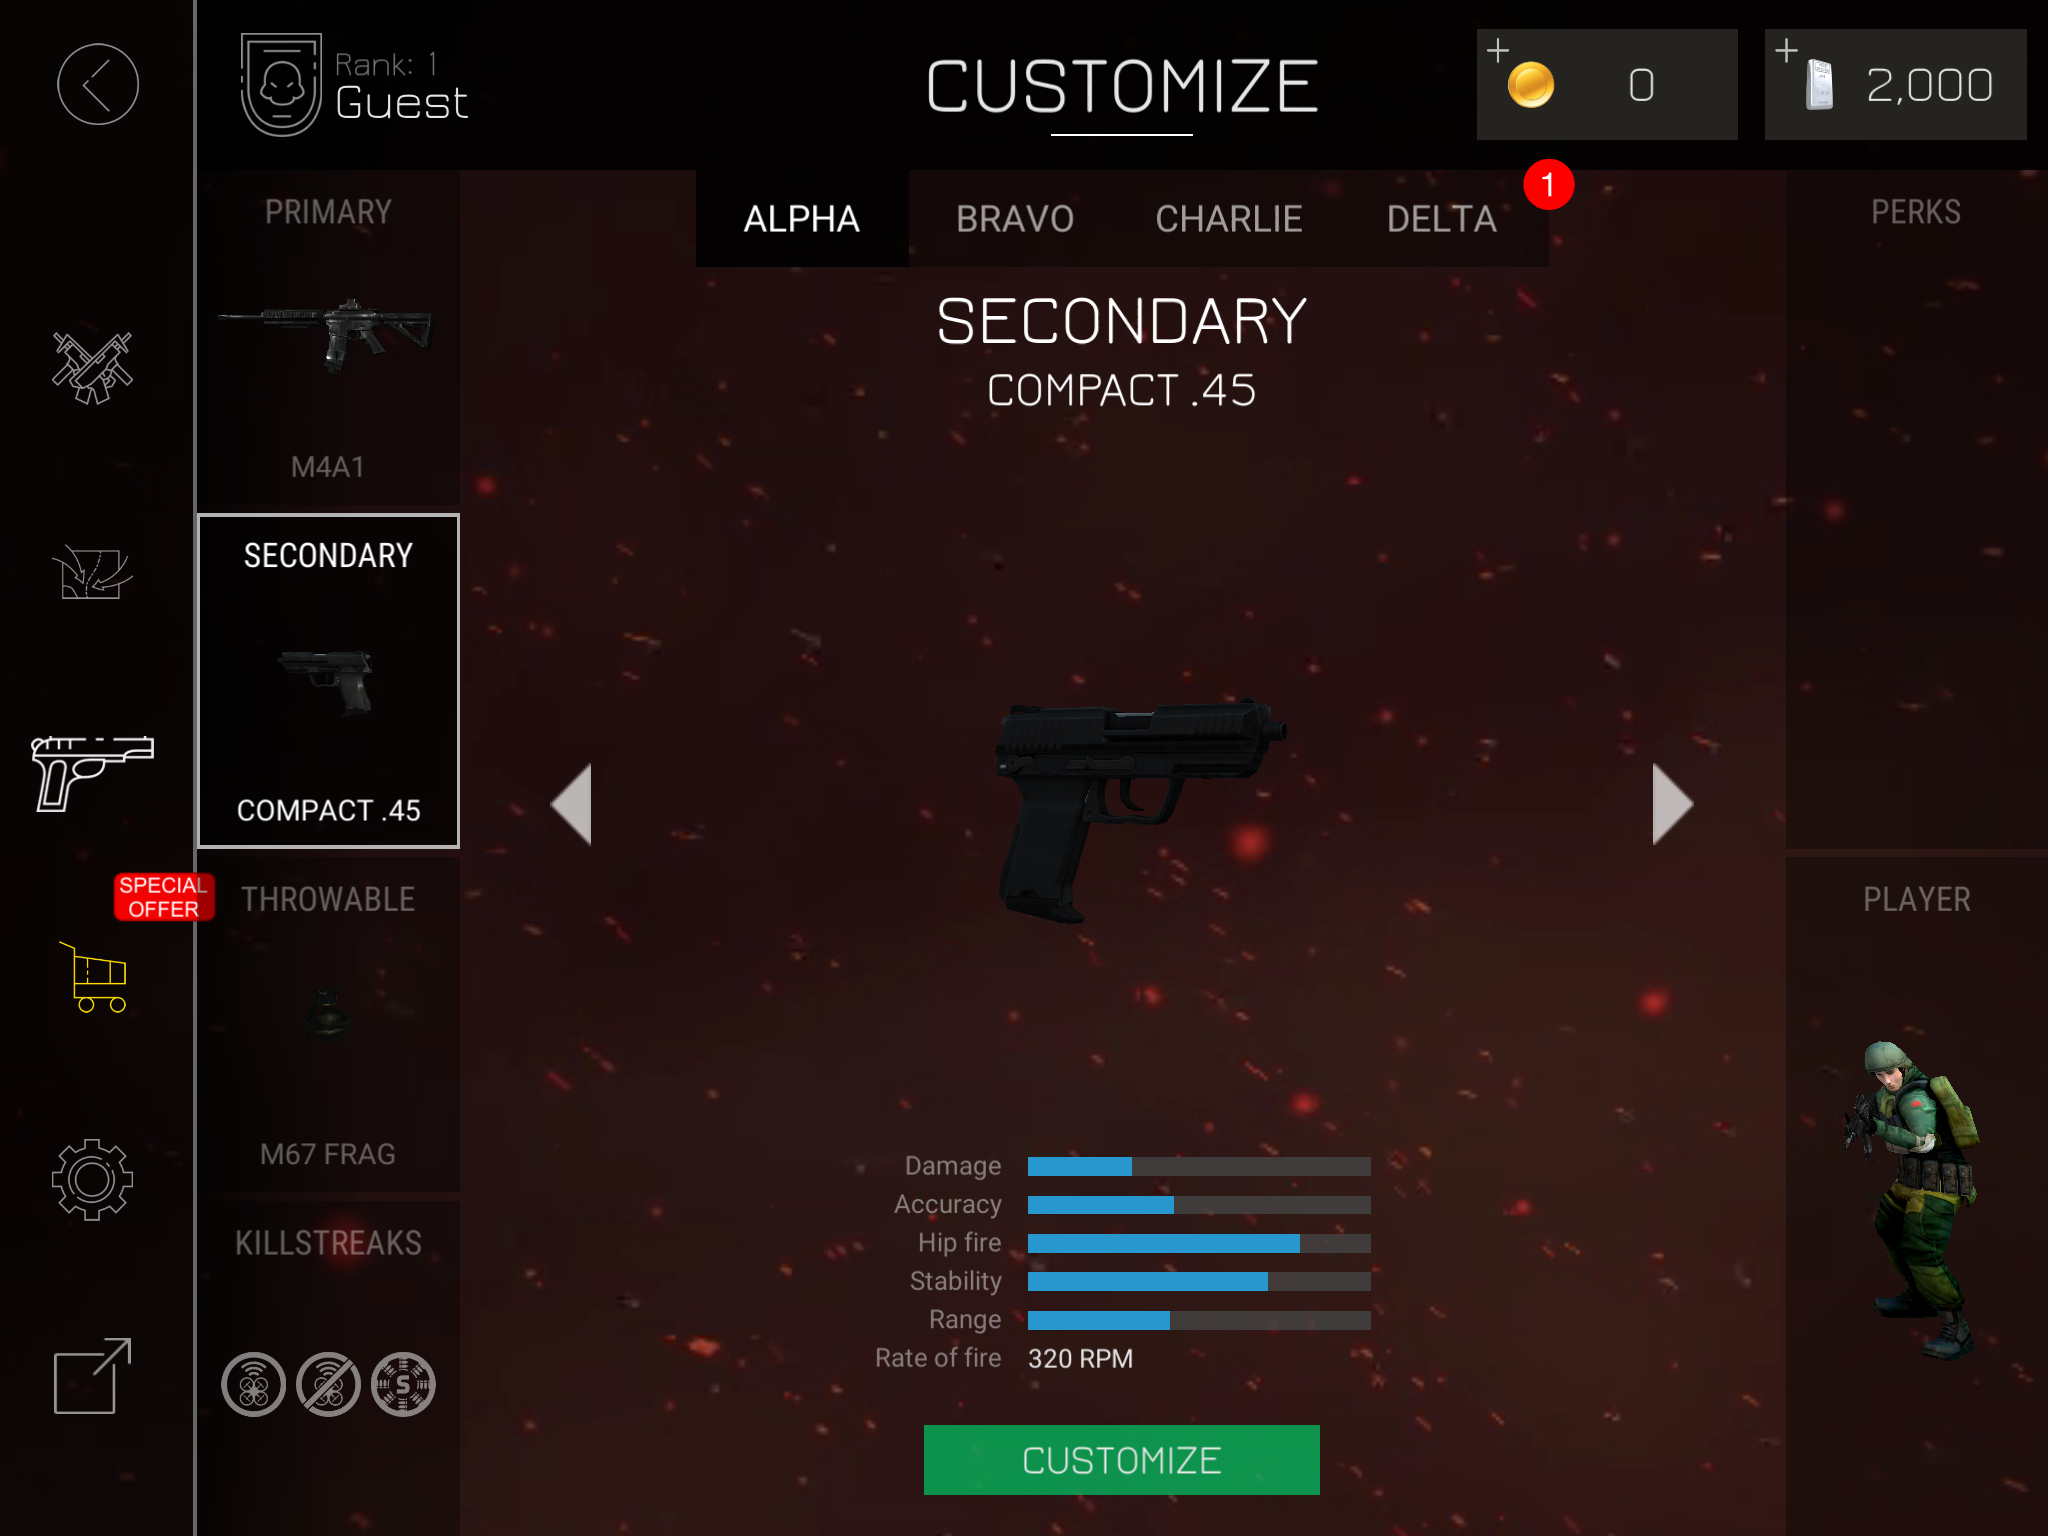 Rank: 1
Guest
CUSTOMIZE
0
2,000
PRIMARY
M4A1
SECONDARY
COMPACT .45
SPECIAL
OFFER
THROWABLE
M67 FRAG
KILLSTREAKS
S
ALPHA
BRAVO
CHARLIE
DELTA
1
SECONDARY
COMPACT .45
Damage
Accuracy
Hip fire
Stability
Range
Rate of fire 320 RPM
CUSTOMIZE
PERKS
PLAYER